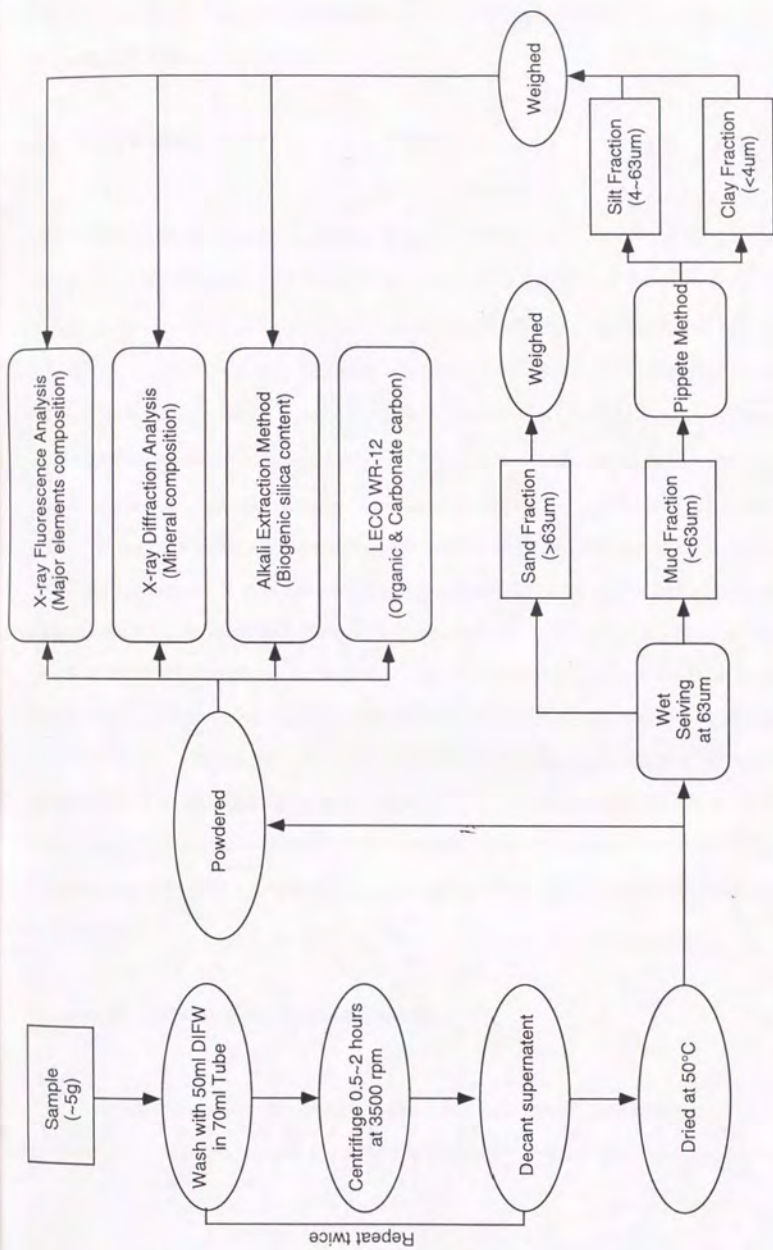 Sample
(~5g)
Wash with 50ml DIFW
in 70ml Tube
Centrifuge 0.5~2 hours
at 3500 rpm
Decant supernatent
Repeat twice
Dried at 50°C
Powdered
X-ray Fluorescence Analysis
(Major elements composition)
X-ray Diffraction Analysis
(Mineral composition)
Alkali Extraction Method
(Biogenic silica content)
LECO WR-12
(Organic & Carbonate carbon)
Wet
Seiving
at 63um
Sand Fraction
(>63um)
Weighed
Mud Fraction
(<63um)
Pippete Method
Silt Fraction
(4~63um)
Clay Fraction
(<4um)
Weighed